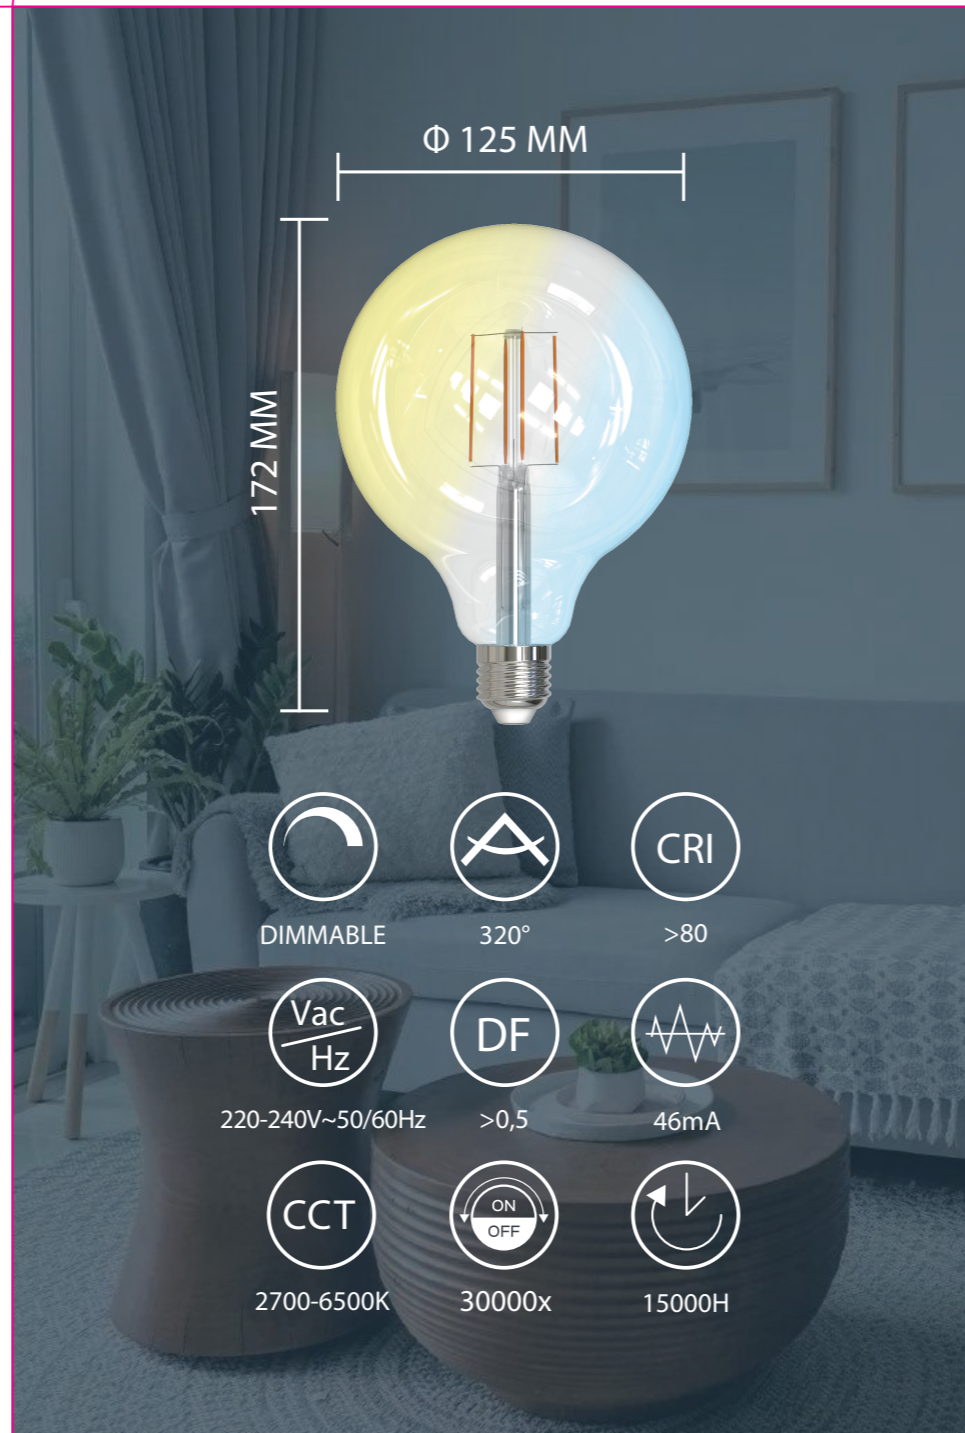 Φ 125 MM
172 MM
DIMMABLE
320°
CRI
>80
Vac
Hz
220-240V~50/60Hz
DF
>0,5
46mA
CCT
2700-6500K
ON
OFF
30000x
15000H